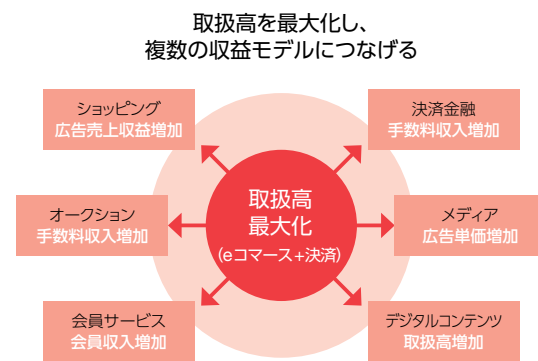 取扱高を最大化し、
複数の収益モデルにつなげる
ショッピング
広告売上収益増加
決済金融
手数料収入増加
オークション
手数料収入増加
取扱高
最大化
(eコマース+決済)
メディア
広告単価増加
会員サービス
会員収入増加
デジタルコンテンツ
取扱高増加